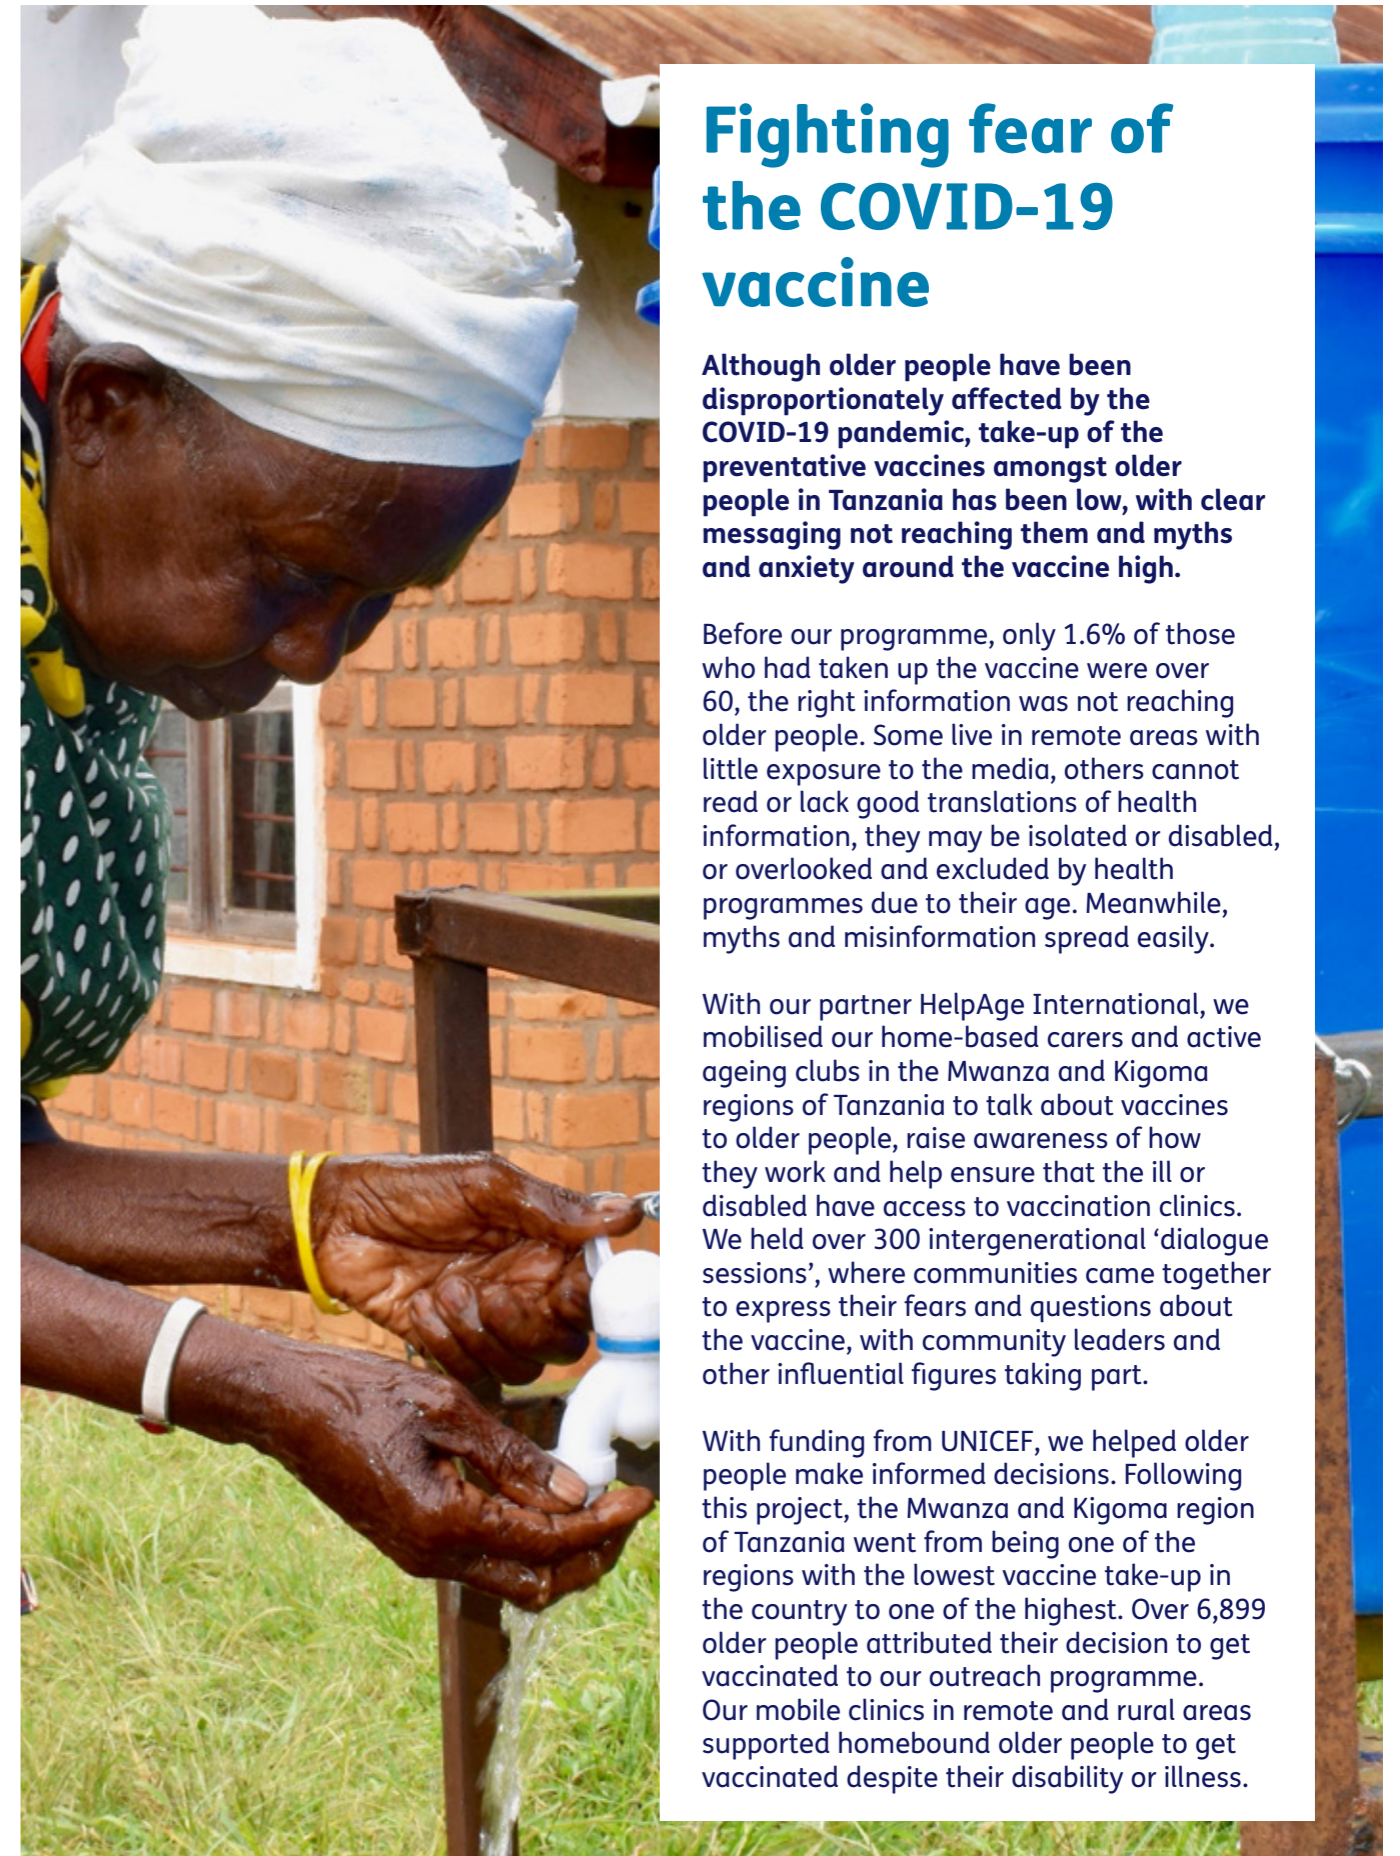 Fighting fear of
the COVID-19
vaccine
Although older people have been
disproportionately affected by the
COVID-19 pandemic, take-up of the
preventative vaccines amongst older
people in Tanzania has been low, with clear
messaging not reaching them and myths
and anxiety around the vaccine high.
Before our programme, only 1.6% of those
who had taken up the vaccine were over
60, the right information was not reaching
older people. Some live in remote areas with
little exposure to the media, others cannot
read or lack good translations of health
information, they may be isolated or disabled,
or overlooked and excluded by health
programmes due to their age. Meanwhile,
myths and misinformation spread easily.
With our partner HelpAge International, we
mobilised our home-based carers and active
ageing clubs in the Mwanza and Kigoma
regions of Tanzania to talk about vaccines
to older people, raise awareness of how
they work and help ensure that the ill or
disabled have access to vaccination clinics.
We held over 300 intergenerational ‘dialogue
sessions’, where communities came together
to express their fears and questions about
the vaccine, with community leaders and
other influential figures taking part.
With funding from UNICEF, we helped older
people make informed decisions. Following
this project, the Mwanza and Kigoma region
of Tanzania went from being one of the
regions with the lowest vaccine take-up in
the country to one of the highest. Over 6,899
older people attributed their decision to get
vaccinated to our outreach programme.
Our mobile clinics in remote and rural areas
supported homebound older people to get
vaccinated despite their disability or illness.